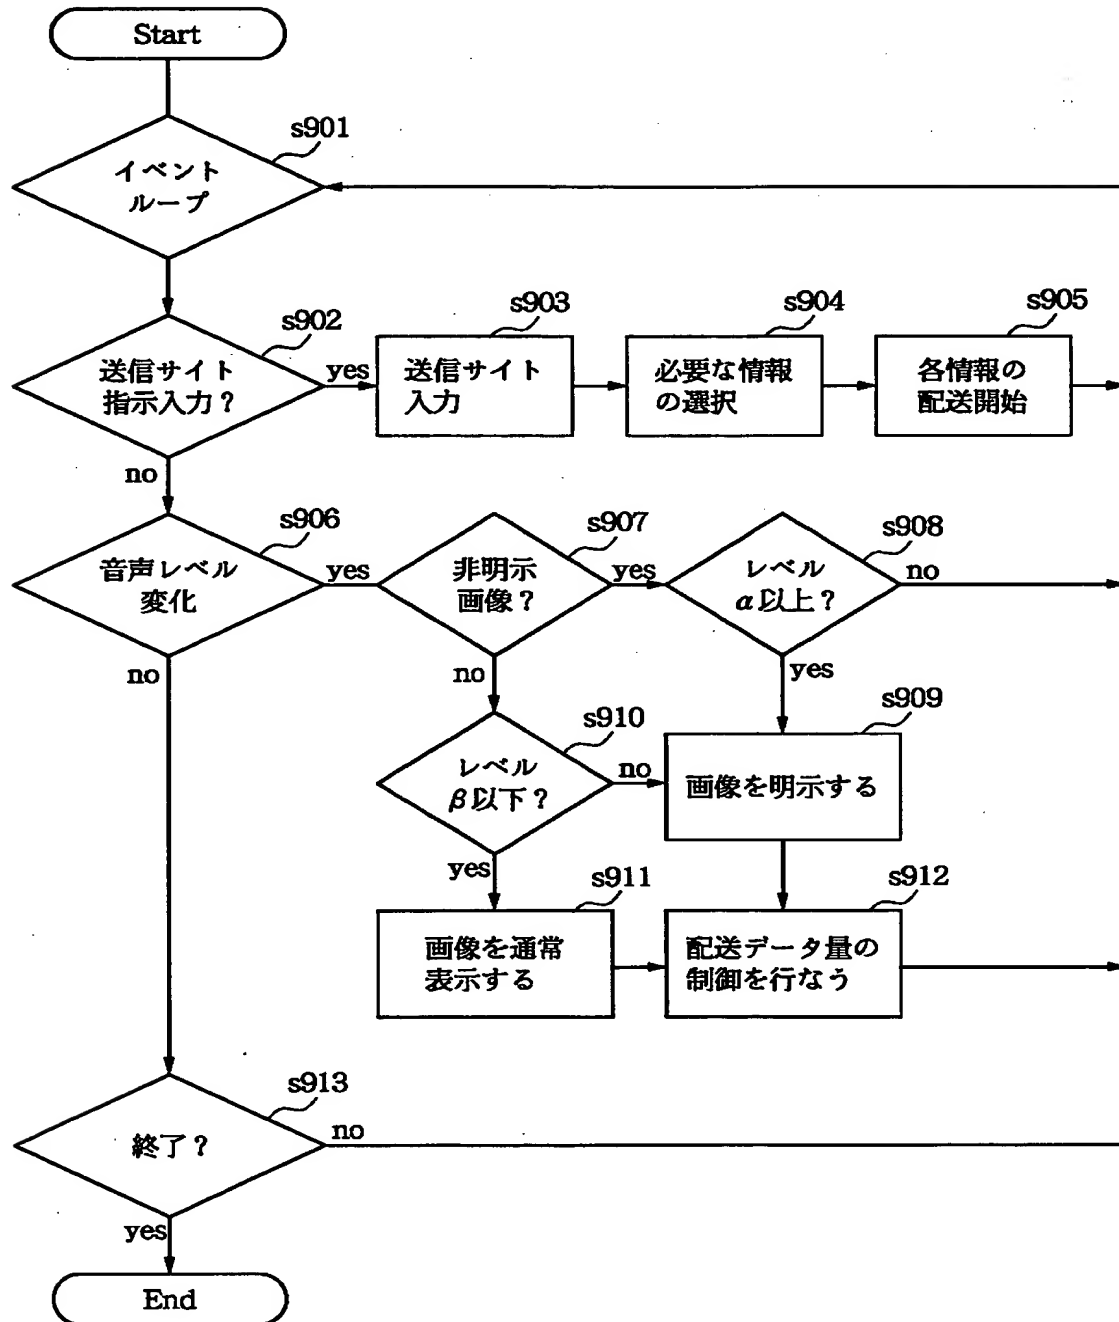 Start
s901
イベント
ループ
s902
送信サイト
指示入力？
yes
s903
送信サイト
入力
s904
必要な情報
の選択
s905
各情報の
配送開始
no
s906
音声レベル
変化
yes
s907
非明示
画像？
yes
s908
レベル
α以上？
no
no
no
yes
s910
レベル
β以下？
no
s909
画像を明示する
yes
s911
画像を通常
表示する
s912
配送データ量の
制御を行なう
s913
終了？
no
yes
End